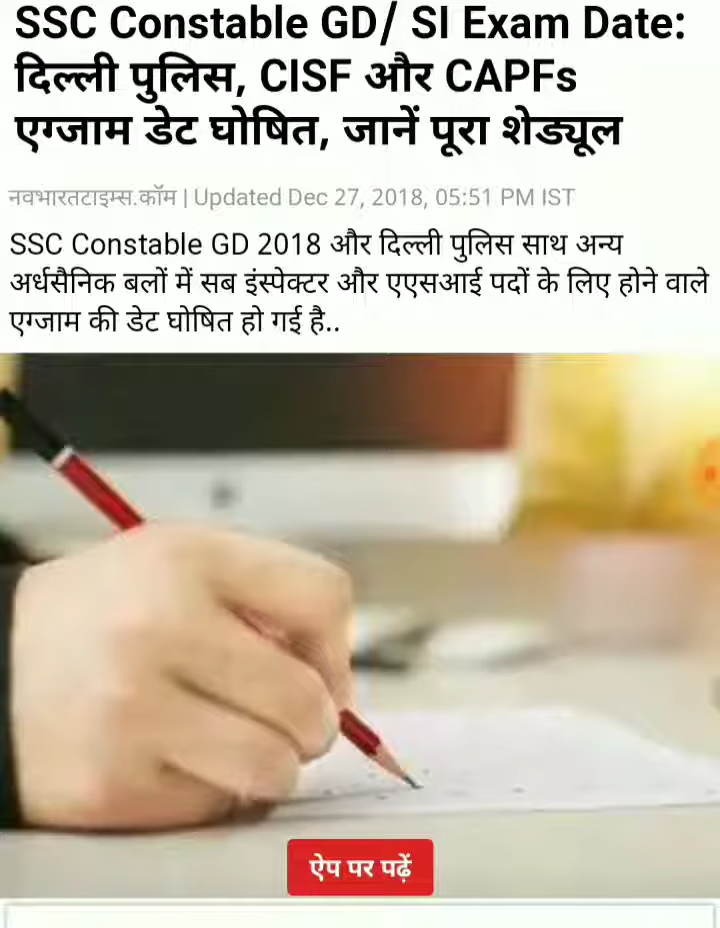 SSC Constable GD/ SI Exam Date:
दिल्ली पुलिस, CISF और CAPFs
एग्जाम डेट घोषित, जानें पूरा शेड्यूल
नवभारतटाइम्स.कॉम | Updated Dec 27, 2018, 05:51 PM IST
SSC Constable GD 2018 और दिल्ली पुलिस साथ अन्य
अर्धसैनिक बलों में सब इंस्पेक्टर और एएसआई पदों के लिए होने वाले
एग्जाम की डेट घोषित हो गई है..
ऐप पर पढ़ें